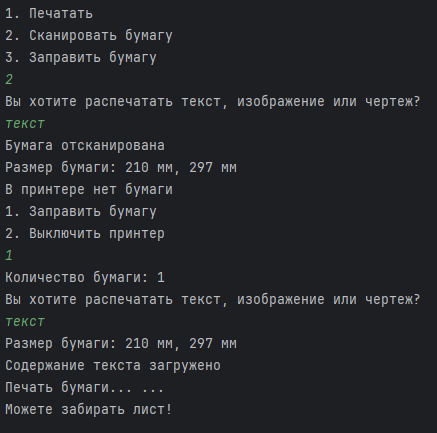 1. Печатать
2. Сканировать бумагу
3. Заправить бумагу
2
Вы хотите распечатать текст, изображение или чертеж?
текст
Бумага отсканирована
Размер бумаги: 210 мм, 297 мм
В принтере нет бумаги
1. Заправить бумагу
2. Выключить принтер
1
Количество бумаги: 1
Вы хотите распечатать текст, изображение или чертеж?
текст
Размер бумаги: 210 мм, 297 мм
Содержание текста загружено
Печать бумаги... ...
Можете забирать лист!